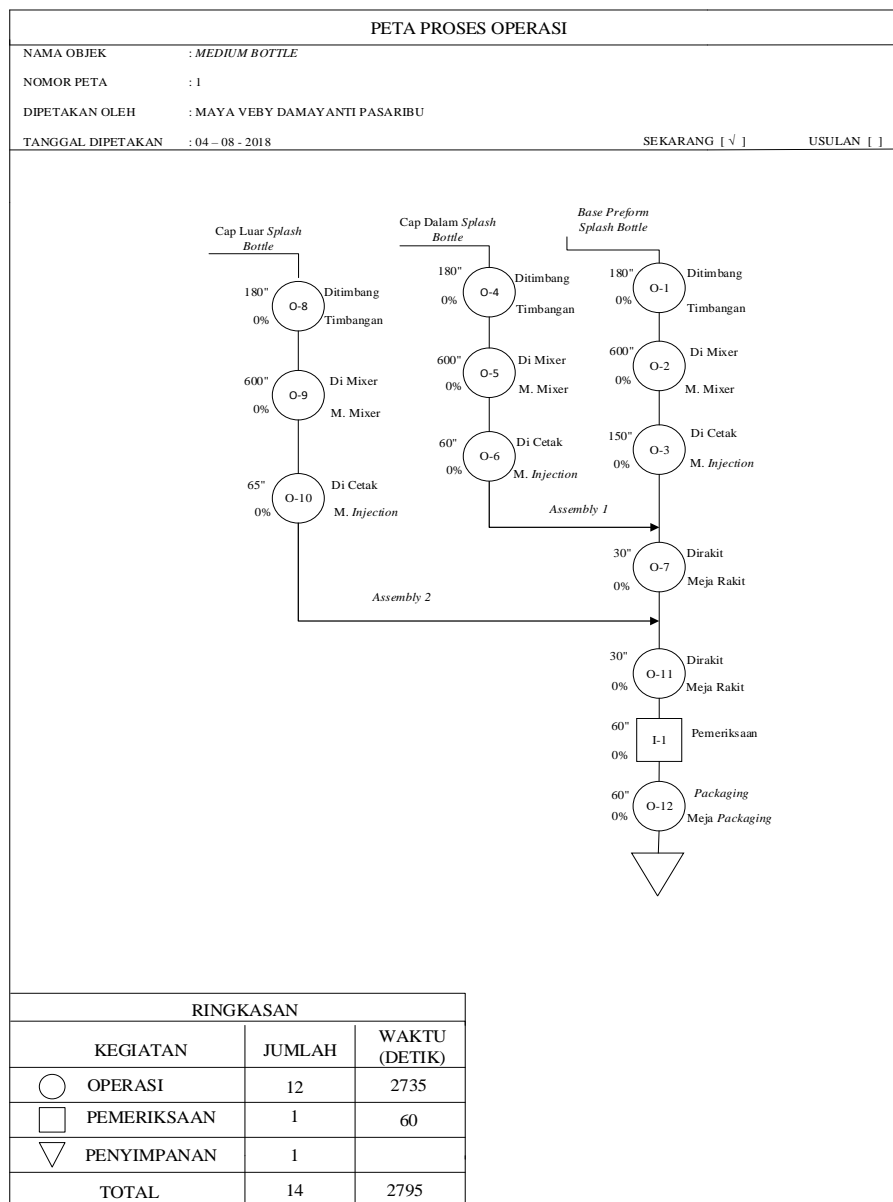 PETA PROSES OPERASI
NAMA OBJEK : MEDIUM BOTTLE
NOMOR PETA : 1
DIPETAKAN OLEH : MAYA VEBY DAMAYANTI PASARIBU
TANGGAL DIPETAKAN : 04 – 08 - 2018 SEKARANG [ √ ] USULAN [ ]
Cap Luar Splash
Bottle
180"
0%
O-8
Ditimbang
Timbangan
600"
0%
O-9
Di Mixer
M. Mixer
65"
0%
O-10
Di Cetak
M. Injection
Cap Dalam Splash
Bottle
180"
0%
O-4
Ditimbang
Timbangan
600"
0%
O-5
Di Mixer
M. Mixer
60"
0%
O-6
Di Cetak
M. Injection
Base Preform
Splash Bottle
180"
0%
O-1
Ditimbang
Timbangan
600"
0%
O-2
Di Mixer
M. Mixer
150"
0%
O-3
Di Cetak
M. Injection
Assembly 1
30"
0%
O-7
Dirakit
Meja Rakit
Assembly 2
30"
0%
O-11
Dirakit
Meja Rakit
60"
0%
I-1
Pemeriksaan
60"
0%
O-12
Packaging
Meja Packaging
RINGKASAN
KEGIATAN JUMLAH WAKTU
(DETIK)
OPERASI 12 2735
PEMERIKSAAN 1 60
PENYIMPANAN 1
TOTAL 14 2795